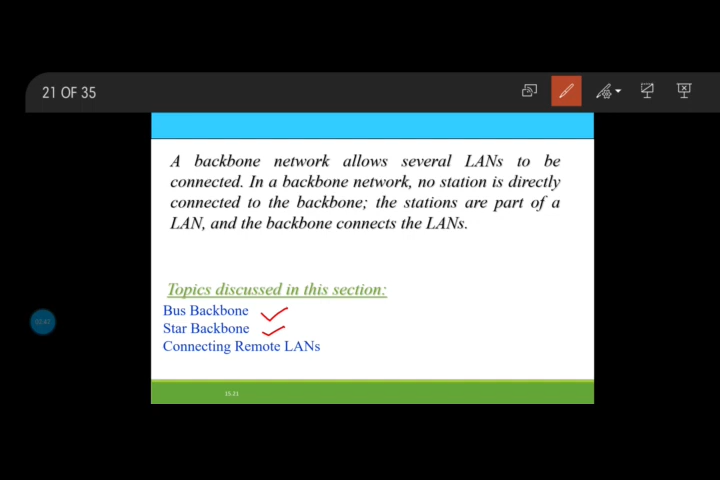 21 OF 35
A backbone network allows several LANs to be
connected. In a backbone network, no station is directly
connected to the backbone; the stations are part of a
LAN, and the backbone connects the LANs.
Topics discussed in this section:
Bus Backbone
Star Backbone
Connecting Remote LANs
15.21